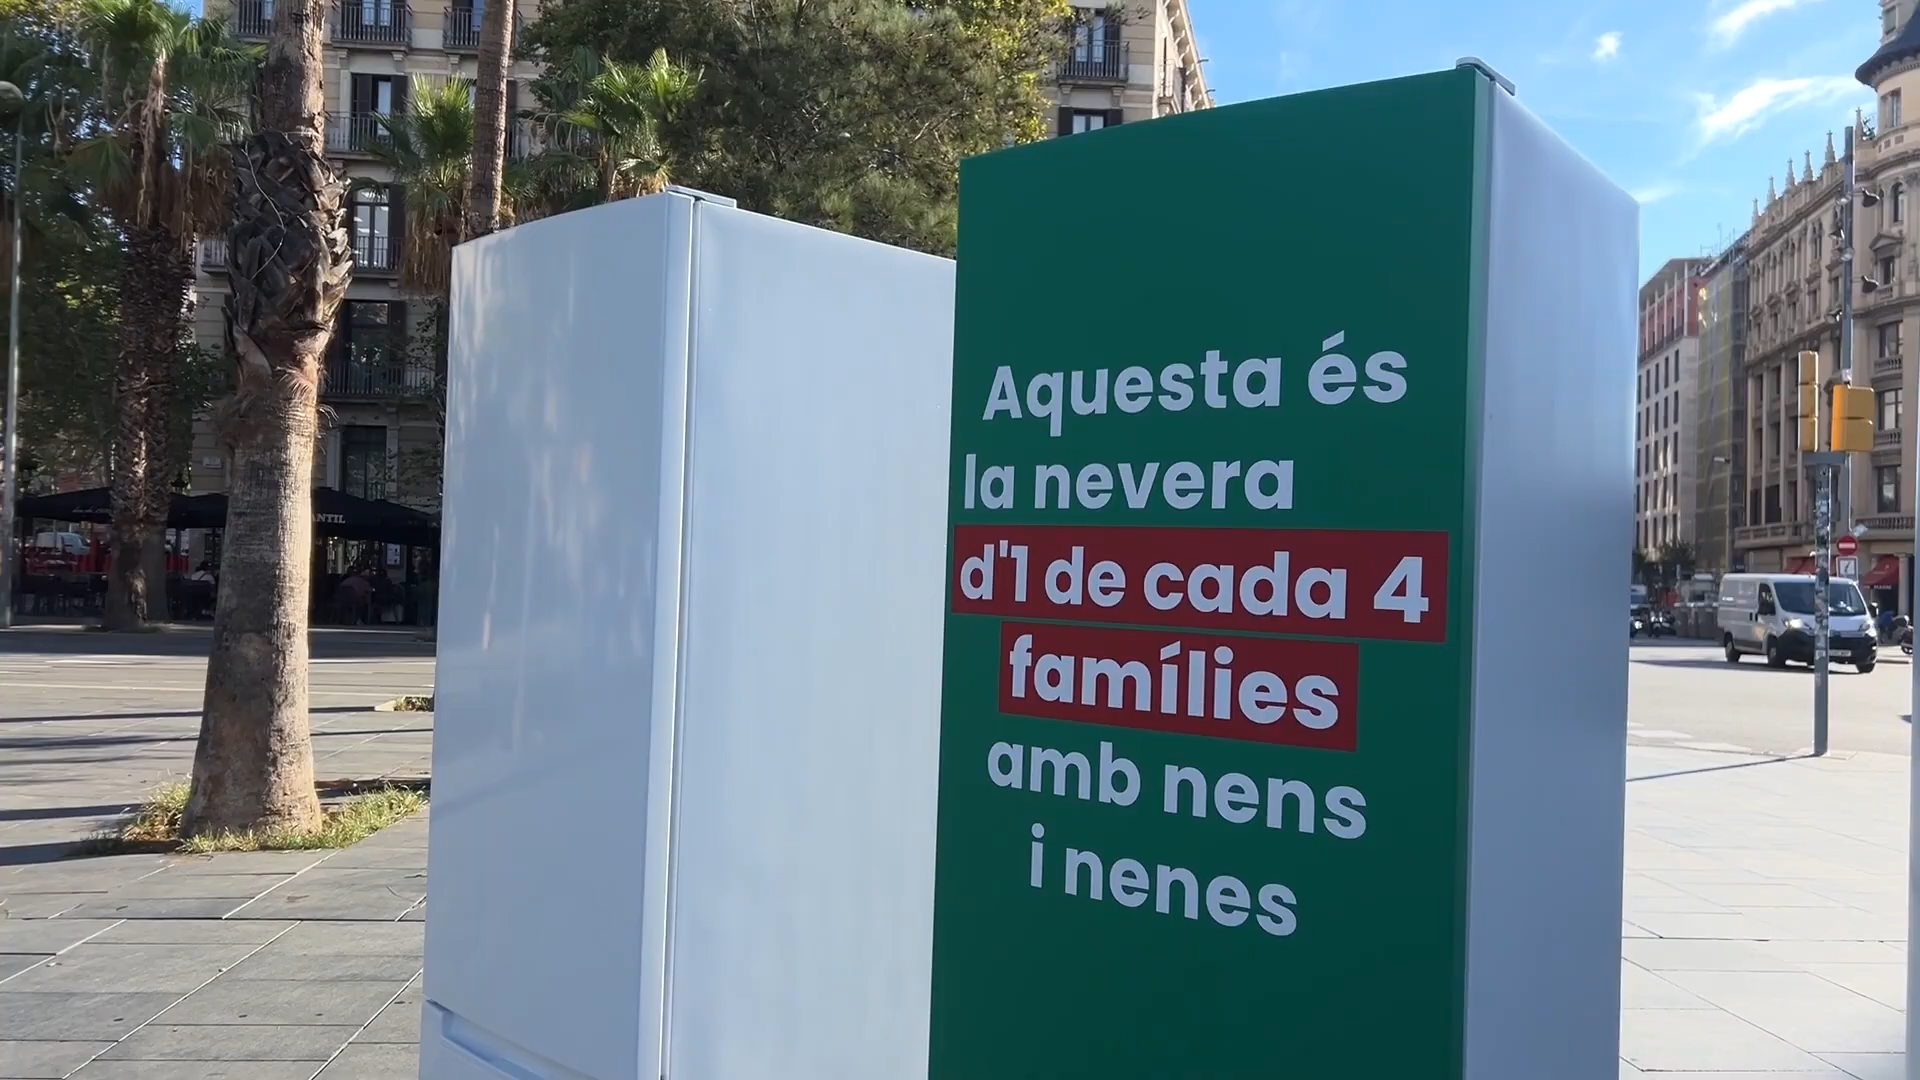 Aquesta és
la nevera
d'1 de cada 4
famílies
amb nens
i nenes